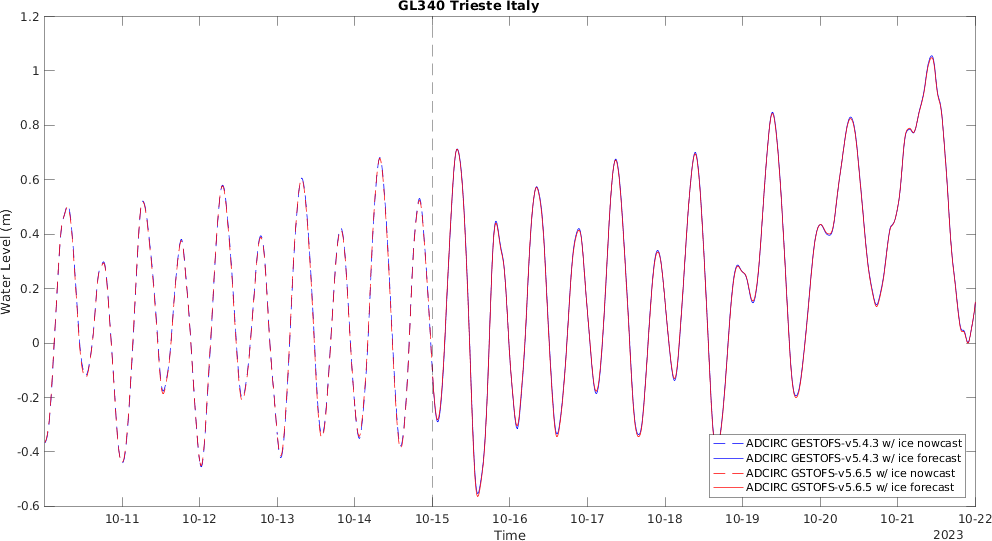 GL340 Trieste Italy
1.2
1
0.8
0.6
0.4
0.2
0
-0.2
-0.4
-0.6
Water Level (m)
10-11 10-12 10-13 10-14 10-15 10-16 10-17 10-18 10-19 10-20 10-21 10-22
Time
2023
ADCIRC GESTOFS-v5.4.3 w/ ice nowcast
ADCIRC GESTOFS-v5.4.3 w/ ice forecast
ADCIRC GSTOFS-v5.6.5 w/ ice nowcast
ADCIRC GSTOFS-v5.6.5 w/ ice forecast